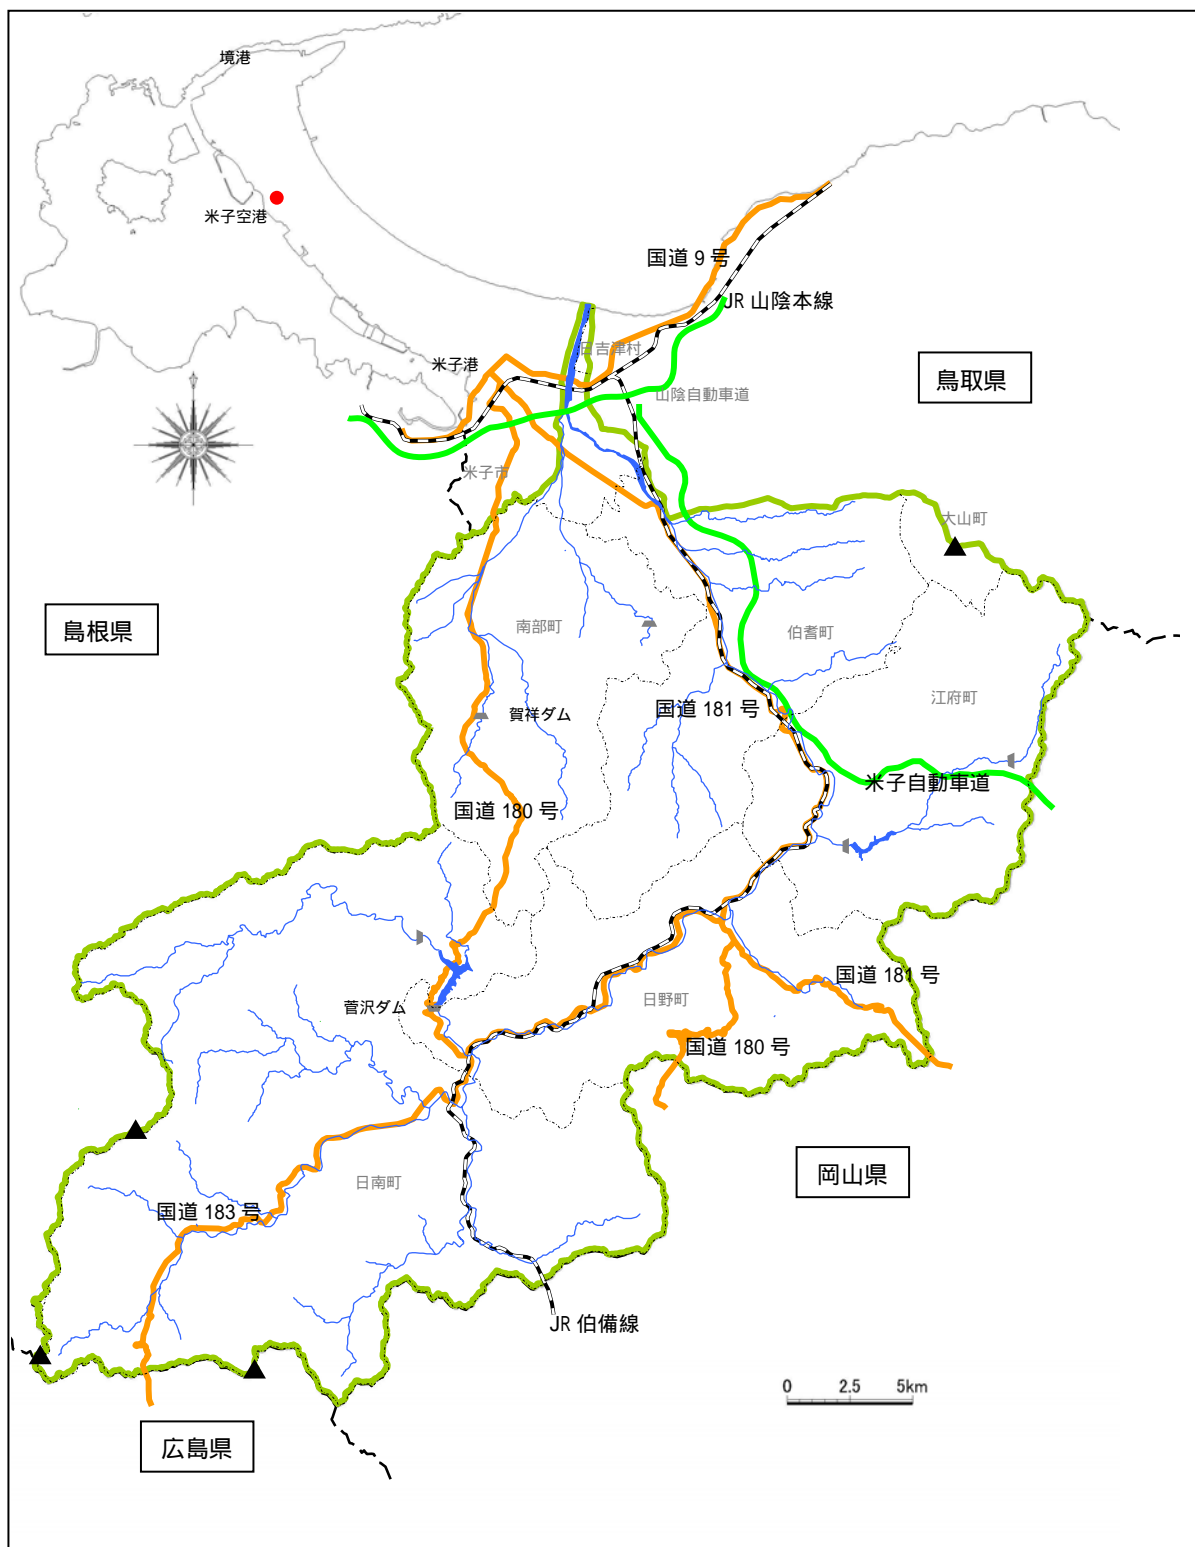 境港
米子空港
国道 9 号
JR 山陰本線
日吉津村
米子港
鳥取県
山陰自動車道
米子市
大山町
島根県
南部町
伯耆町
江府町
賀祥ダム
国道 181 号
米子自動車道
国道 180 号
国道 181 号
菅沢ダム
日野町
国道 180 号
岡山県
日南町
国道 183 号
JR 伯備線
0 2.5 5km
広島県